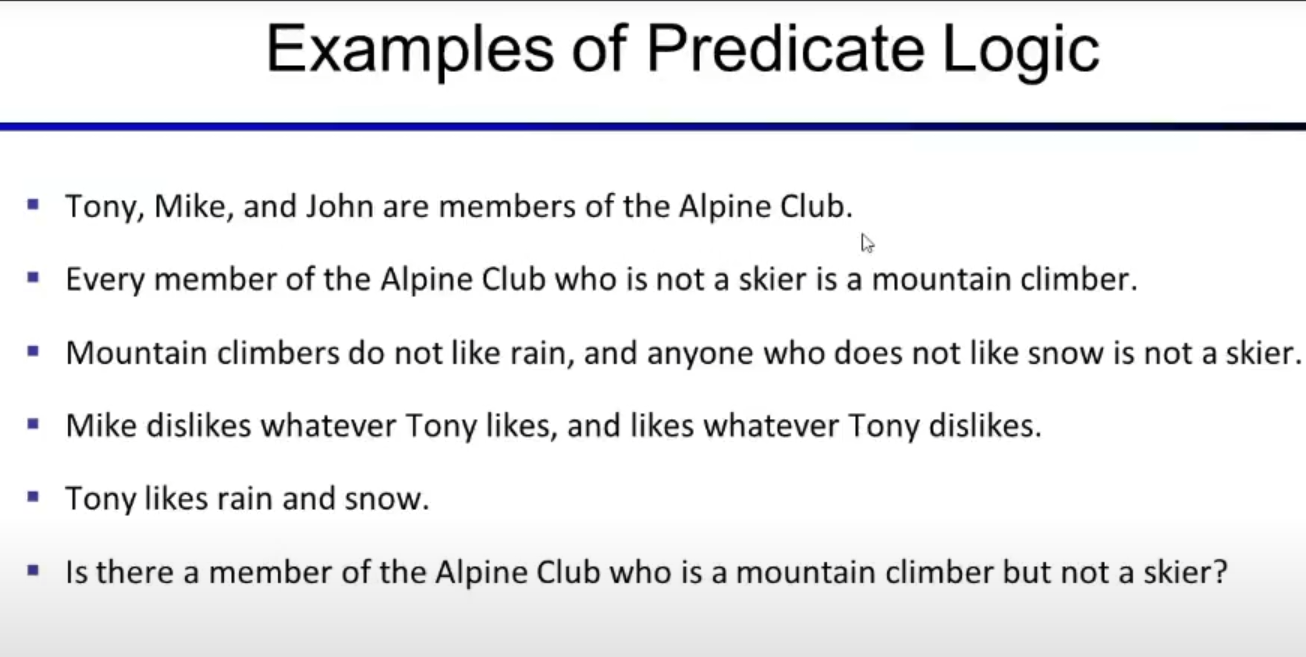 Examples of Predicate Logic
▪ Tony, Mike, and John are members of the Alpine Club.
▪ Every member of the Alpine Club who is not a skier is a mountain climber.
▪ Mountain climbers do not like rain, and anyone who does not like snow is not a skier.
▪ Mike dislikes whatever Tony likes, and likes whatever Tony dislikes.
▪ Tony likes rain and snow.
▪ Is there a member of the Alpine Club who is a mountain climber but not a skier?